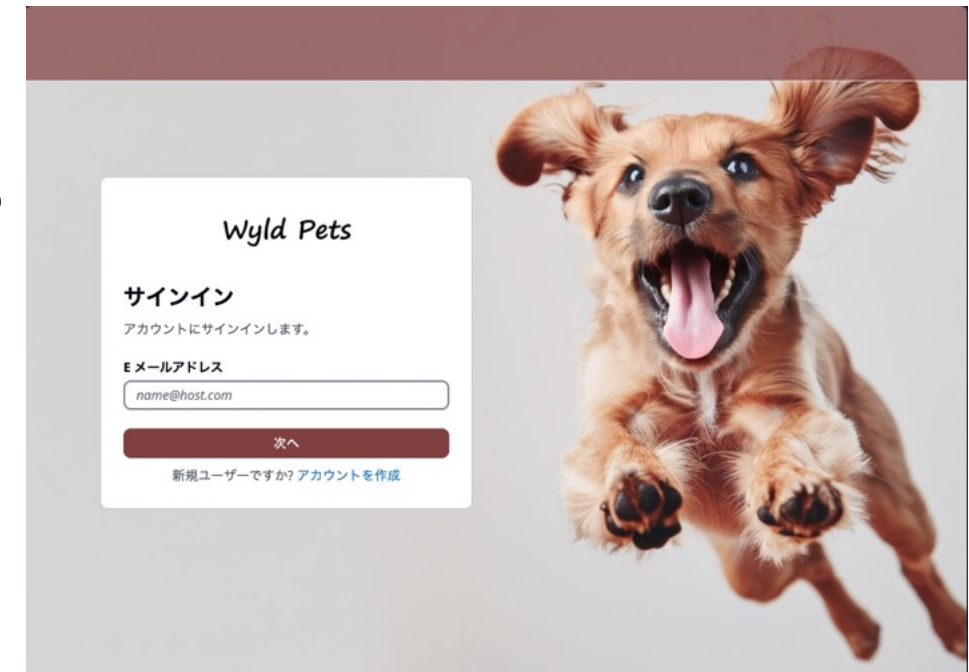 Wyld Pets
サインイン
アカウントにサインインします。
E メールアドレス
name@host.com
次へ
新規ユーザーですか? アカウントを作成